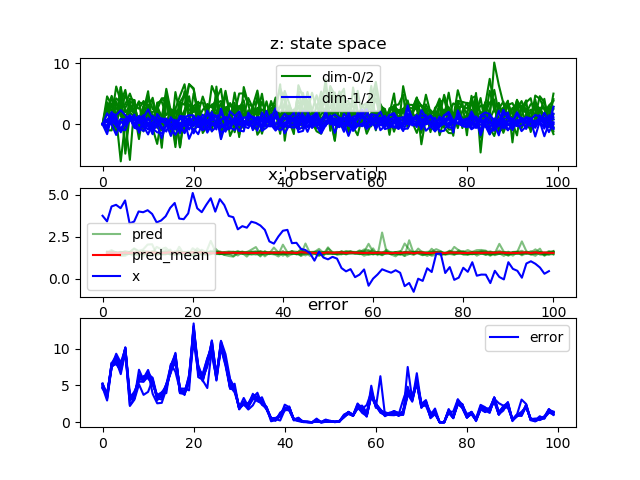 z: state space
10
0
dim-0/2
dim-1/2
0 20 40 60 80 100
x: observation
5.0
2.5
0.0
pred
pred_mean
x
0 20 40 60 80 100
error
10
5
0
error
0 20 40 60 80 100